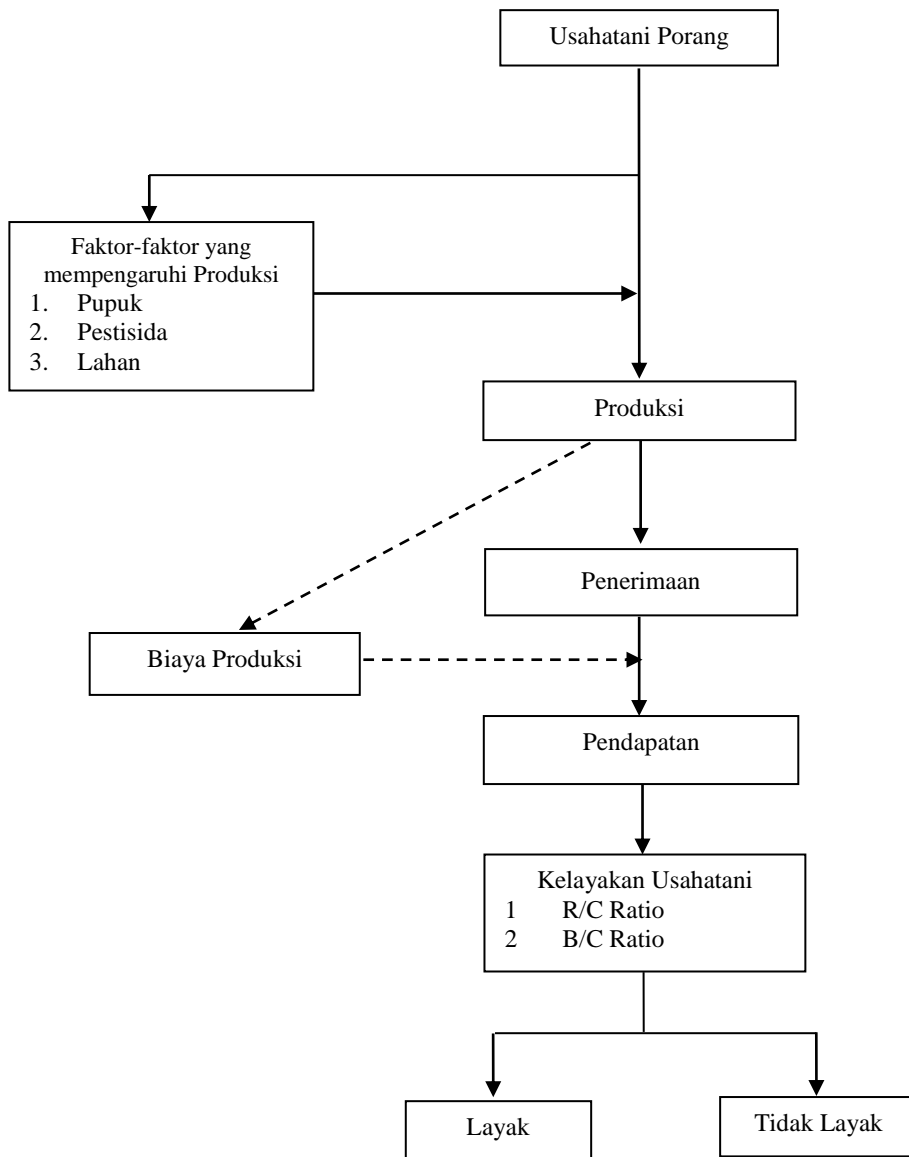 Usahatani Porang
Faktor-faktor yang
mempengaruhi Produksi
1. Pupuk
2. Pestisida
3. Lahan
Produksi
Penerimaan
Biaya Produksi
Pendapatan
Kelayakan Usahatani
1 R/C Ratio
2 B/C Ratio
Layak
Tidak Layak